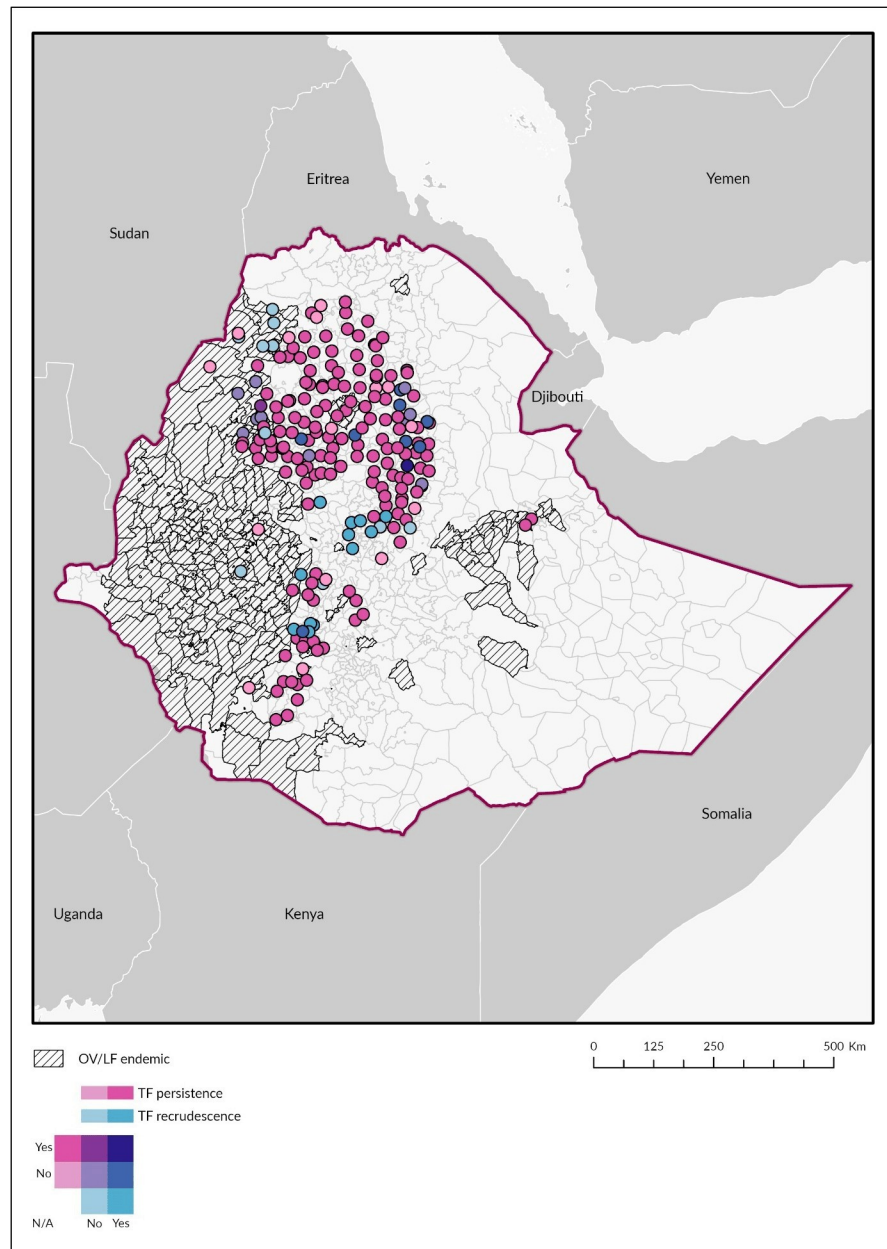 Eritrea
Yemen
Sudan
Djibouti
Somalia
Uganda
Kenya
OV/LF endemic
0 125 250 500 Km
TF persistence
TF recrudescence
Yes
No
N/A No Yes